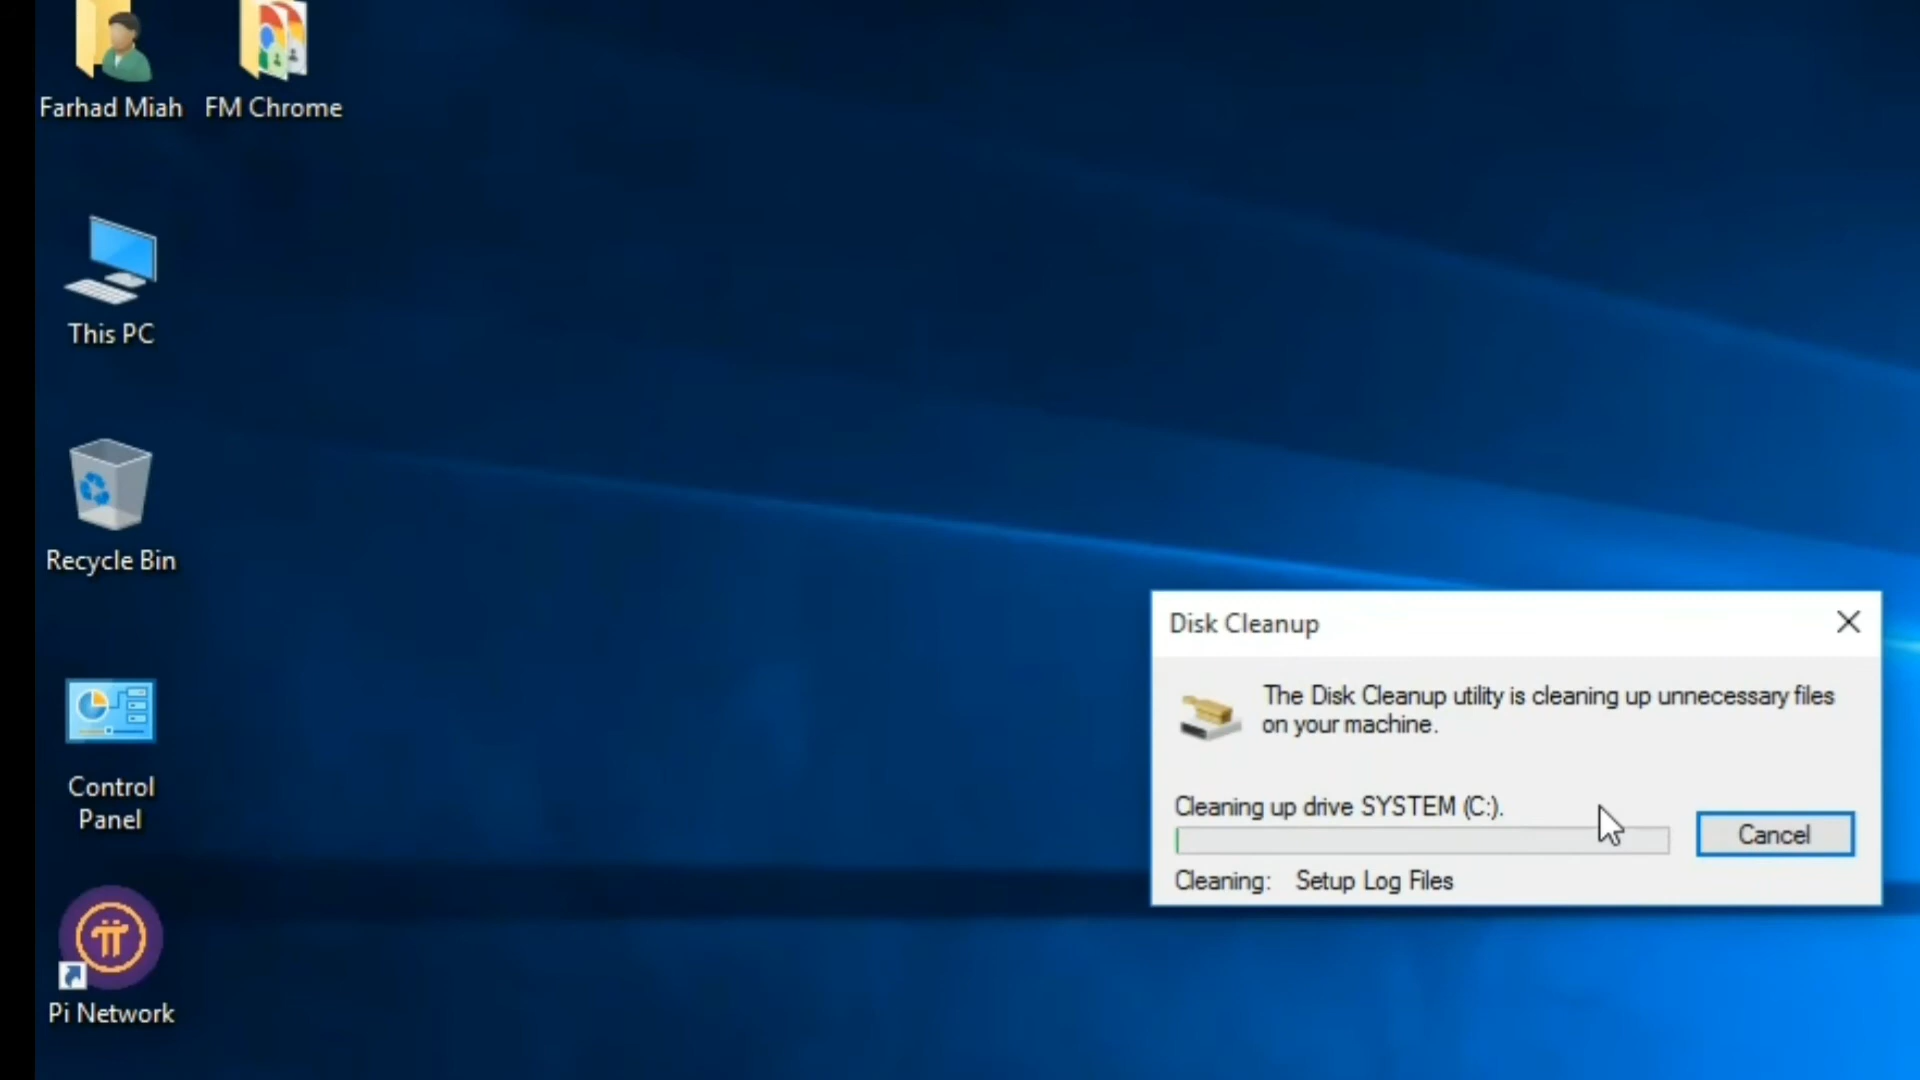 Farhad Miah
FM Chrome
This PC
Recycle Bin
Control
Panel
Pi Network
Disk Cleanup
The Disk Cleanup utility is cleaning up unnecessary files
on your machine.
Cleaning up drive SYSTEM (C:).
Cancel
Cleaning: Setup Log Files